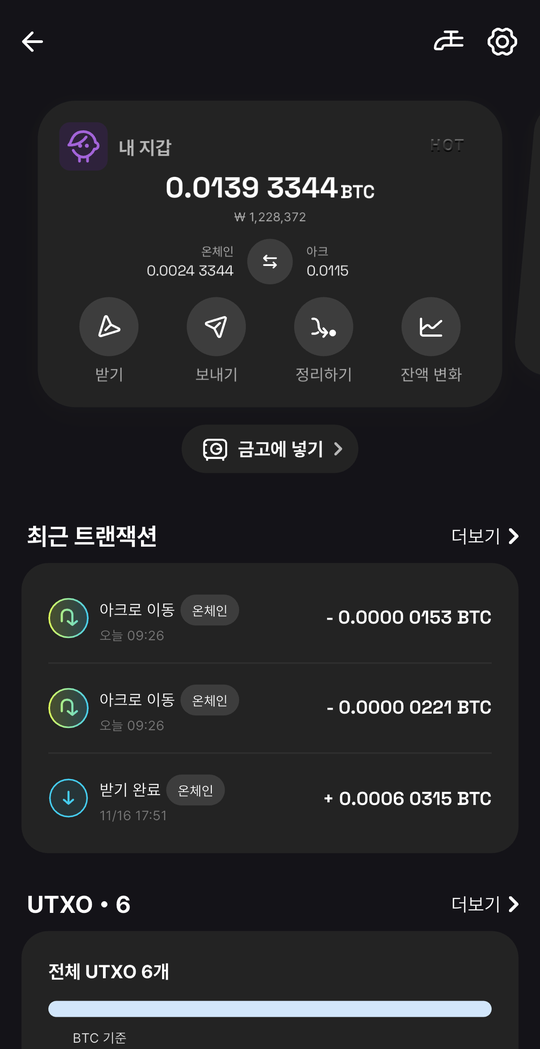 내 지갑
HOT
0.0139 3344 BTC
₩ 1,228,372
온체인 아크
0.0024 3344 0.0115
받기 보내기 정리하기 잔액 변화
금고에 넣기
최근 트랜잭션 더보기
아크로 이동 온체인
- 0.0000 0153 BTC
오늘 09:26
아크로 이동 온체인
- 0.0000 0221 BTC
오늘 09:26
받기 완료 온체인
+ 0.0006 0315 BTC
11/16 17:51
UTXO • 6 더보기
전체 UTXO 6개
BTC 기준